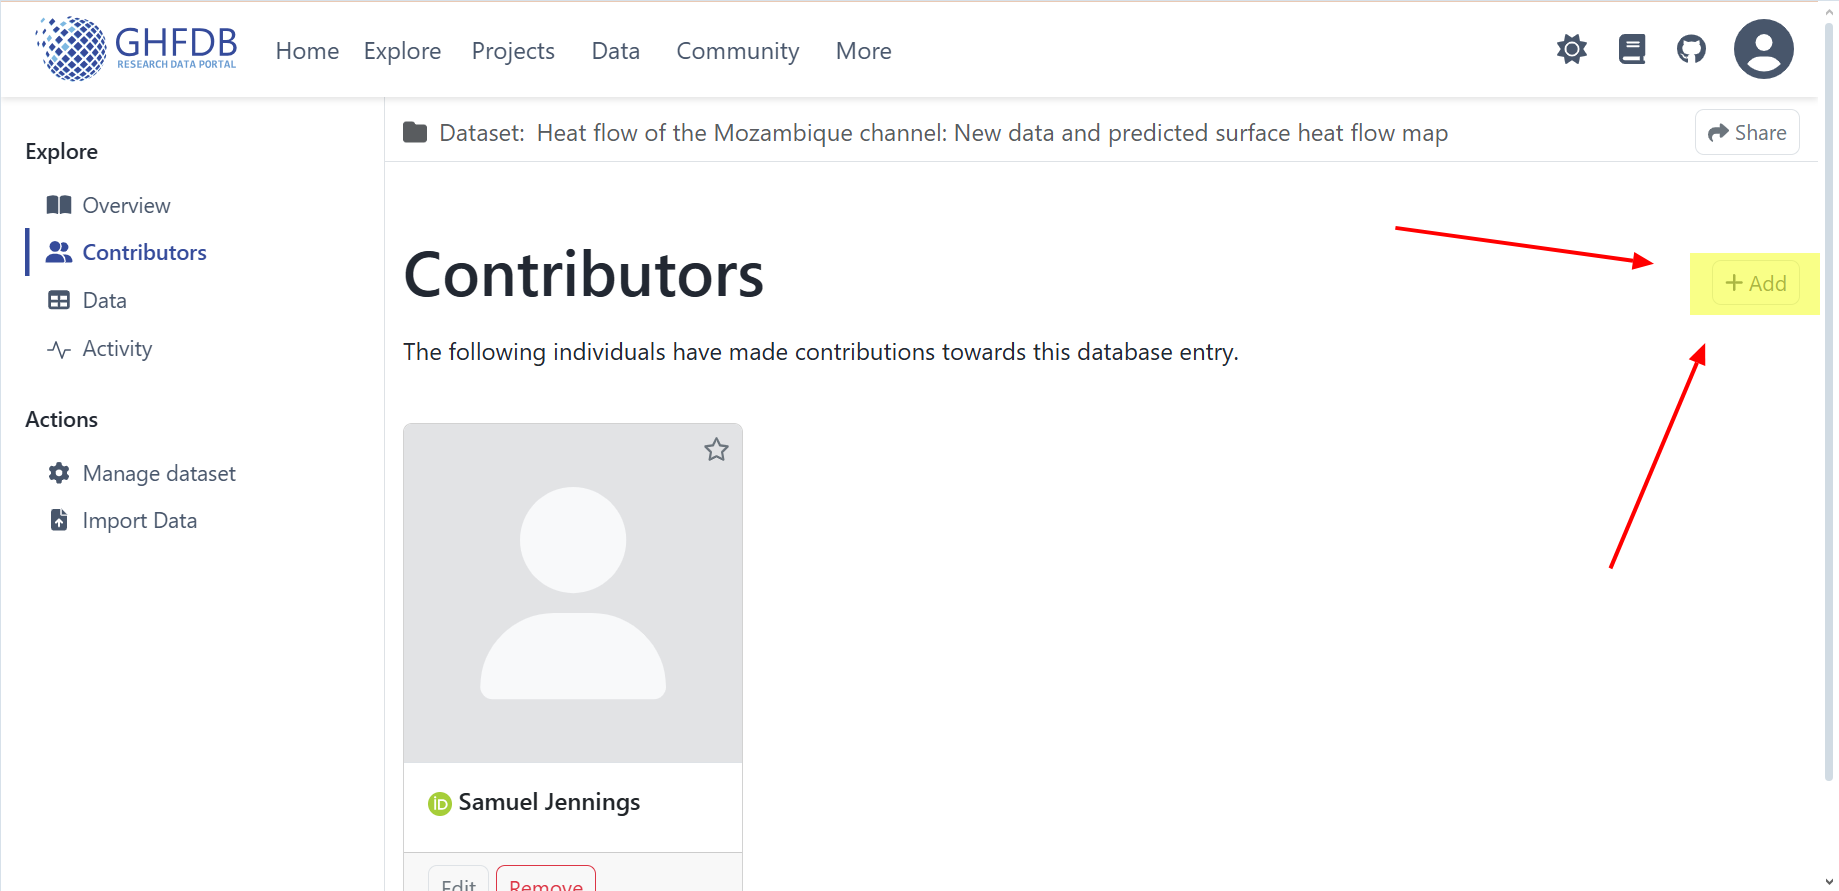 GHFDB
RESEARCH DATA PORTAL
Home Explore Projects Data Community More
Explore
Overview
Contributors
Data
Activity
Actions
Manage dataset
Import Data
Dataset: Heat flow of the Mozambique channel: New data and predicted surface heat flow map
Share
Contributors
+ Add
The following individuals have made contributions towards this database entry.
iD Samuel Jennings
Edit Remove